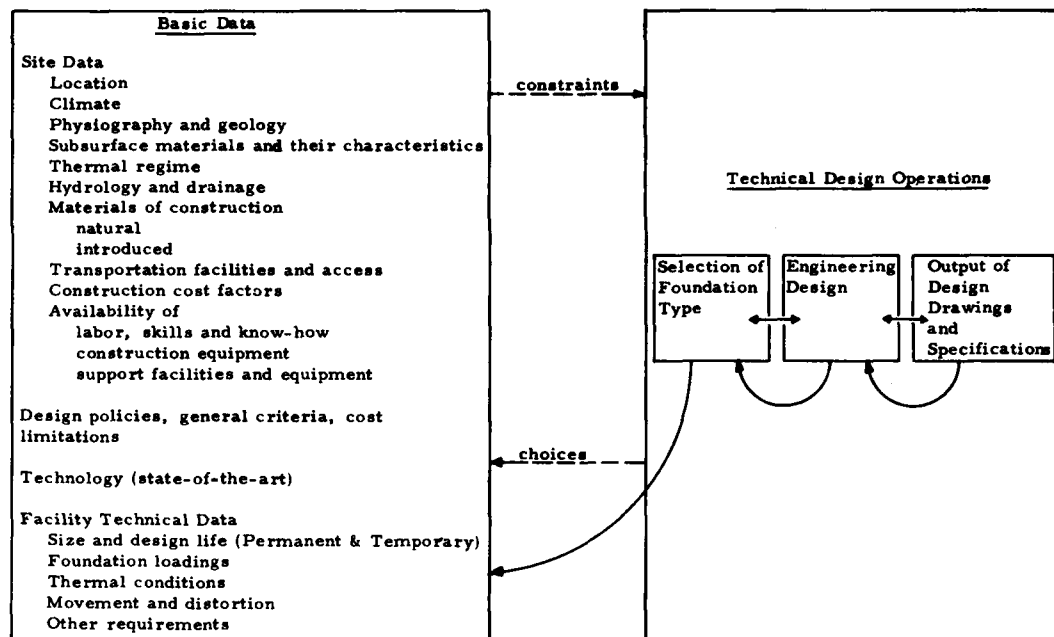 Basic Data
Site Data
Location
Climate
Physiography and geology
Subsurface materials and their characteristics
Thermal regime
Hydrology and drainage
Materials of construction
natural
introduced
Transportation facilities and access
Construction cost factors
Availability of
labor, skills and know-how
construction equipment
support facilities and equipment
Design policies, general criteria, cost
limitations
Technology (state-of-the-art)
Facility Technical Data
Size and design life (Permanent & Temporary)
Foundation loadings
Thermal conditions
Movement and distortion
Other requirements
constraints
choices
Technical Design Operations
Selection of
Foundation
Type
Engineering
Design
Output of
Design
Drawings
and
Specifications